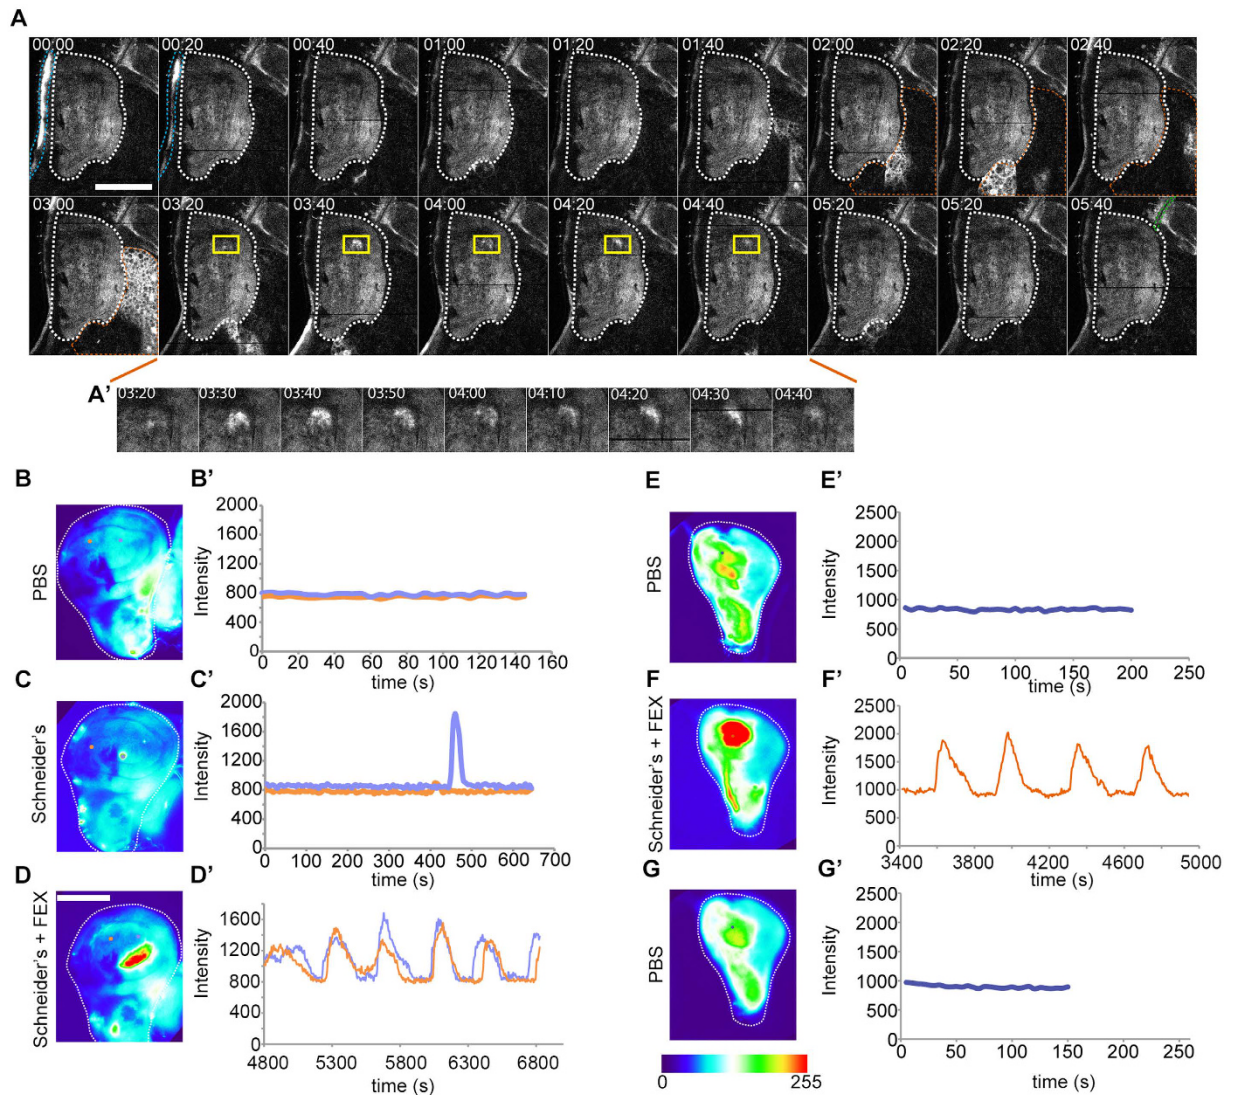 A
00:00 00:20 00:40 01:00 01:20 01:40 02:00 02:20 02:40
03:00 03:20 03:40 04:00 04:20 04:40 05:20 05:20 05:40
A'
03:20 03:30 03:40 03:50 04:00 04:10 04:20 04:30 04:40
B
PBS
B'
Intensity
2000
1600
1200
800
400
0
0 20 40 60 80 100 120 140 160
time (s)
C
Schneider's
C'
Intensity
2000
1600
1200
800
400
0
0 100 200 300 400 500 600 700
time (s)
D
Schneider's + FEX
D'
Intensity
1600
1200
800
400
0
4800 5300 5800 6300 6800
time (s)
E
PBS
E'
Intensity
2500
2000
1500
1000
500
0
0 50 100 150 200 250
time (s)
F
Schneider's + FEX
F'
Intensity
2500
2000
1500
1000
500
0
3400 3800 4200 4600 5000
time (s)
G
PBS
G'
Intensity
2500
2000
1500
1000
500
0
0 50 100 150 200 250
time (s)
0 255